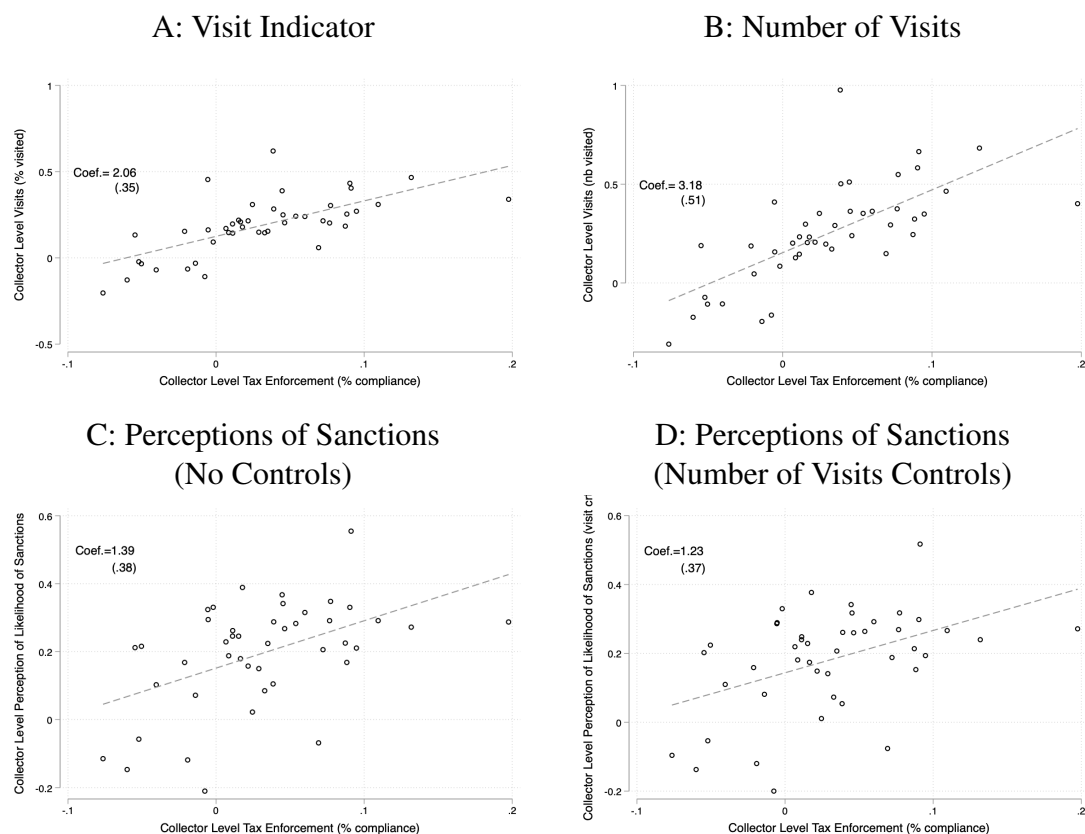 A: Visit Indicator
Collector Level Visits (% visited)
1
0.5
0
-0.5
Coef.= 2.06
(.35)
-.1
0
.1
.2
Collector Level Tax Enforcement (% compliance)
B: Number of Visits
Collector Level Visits (nb visited)
1
0.5
0
Coef.= 3.18
(.51)
-.1
0
.1
.2
Collector Level Tax Enforcement (% compliance)
C: Perceptions of Sanctions
(No Controls)
Collector Level Perception of Likelihood of Sanctions
0.6
0.4
0.2
0
-0.2
Coef.=1.39
(.38)
-.1
0
.1
.2
Collector Level Tax Enforcement (% compliance)
D: Perceptions of Sanctions
(Number of Visits Controls)
Collector Level Perception of Likelihood of Sanctions (visit
0.6
0.4
0.2
0
-0.2
Coef.=1.23
(.37)
-.1
0
.1
.2
Collector Level Tax Enforcement (% compliance)